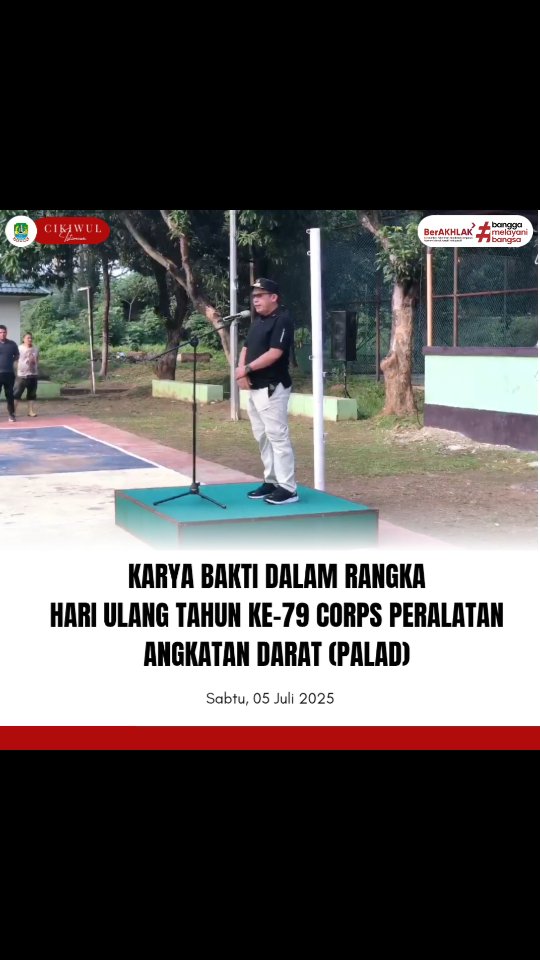 CIKIWUL
BerAKHLAK
#bangga
melayani
bangsa
KARYA BAKTI DALAM RANGKA
HARI ULANG TAHUN KE-79 CORPS PERALATAN
ANGKATAN DARAT (PALAD)
Sabtu, 05 Juli 2025